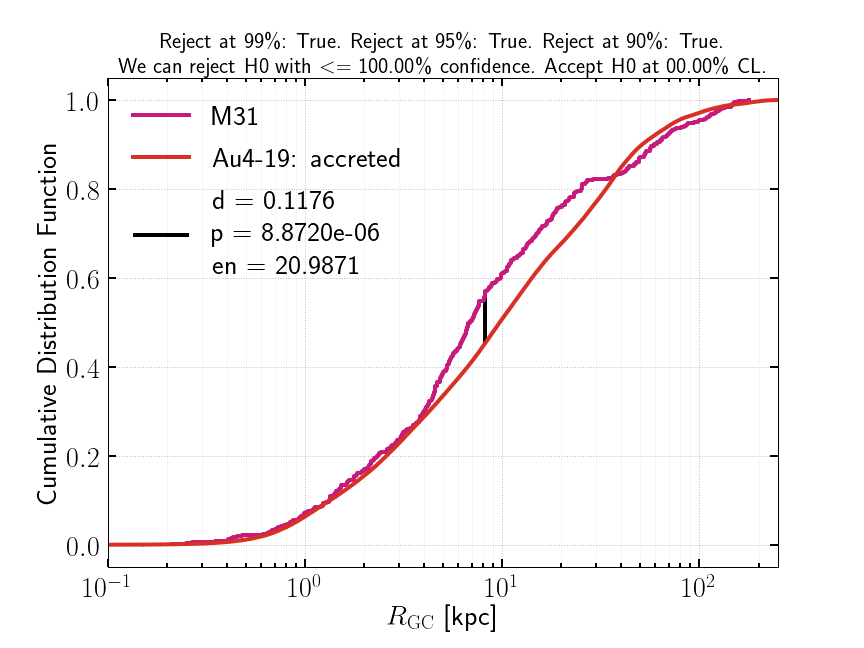 Reject at 99%: True. Reject at 95%: True. Reject at 90%: True.
We can reject H0 with <= 100.00% confidence. Accept H0 at 00.00% CL.
M31
Au4-19: accreted
d = 0.1176
p = 8.8720e-06
en = 20.9871
Cumulative Distribution Function
1.0
0.8
0.6
0.4
0.2
0.0
10⁻¹ 10⁰ 10¹ 10²
R_GC [kpc]